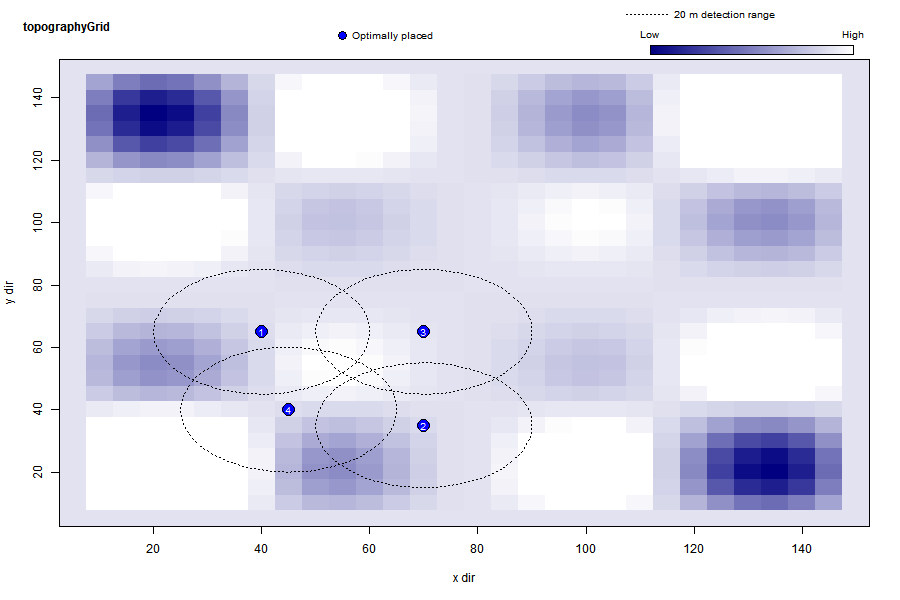 topographyGrid
Optimally placed
20 m detection range
Low High
140
120
100
80
60
40
20
y dir
1
3
4
2
20 40 60 80 100 120 140
x dir